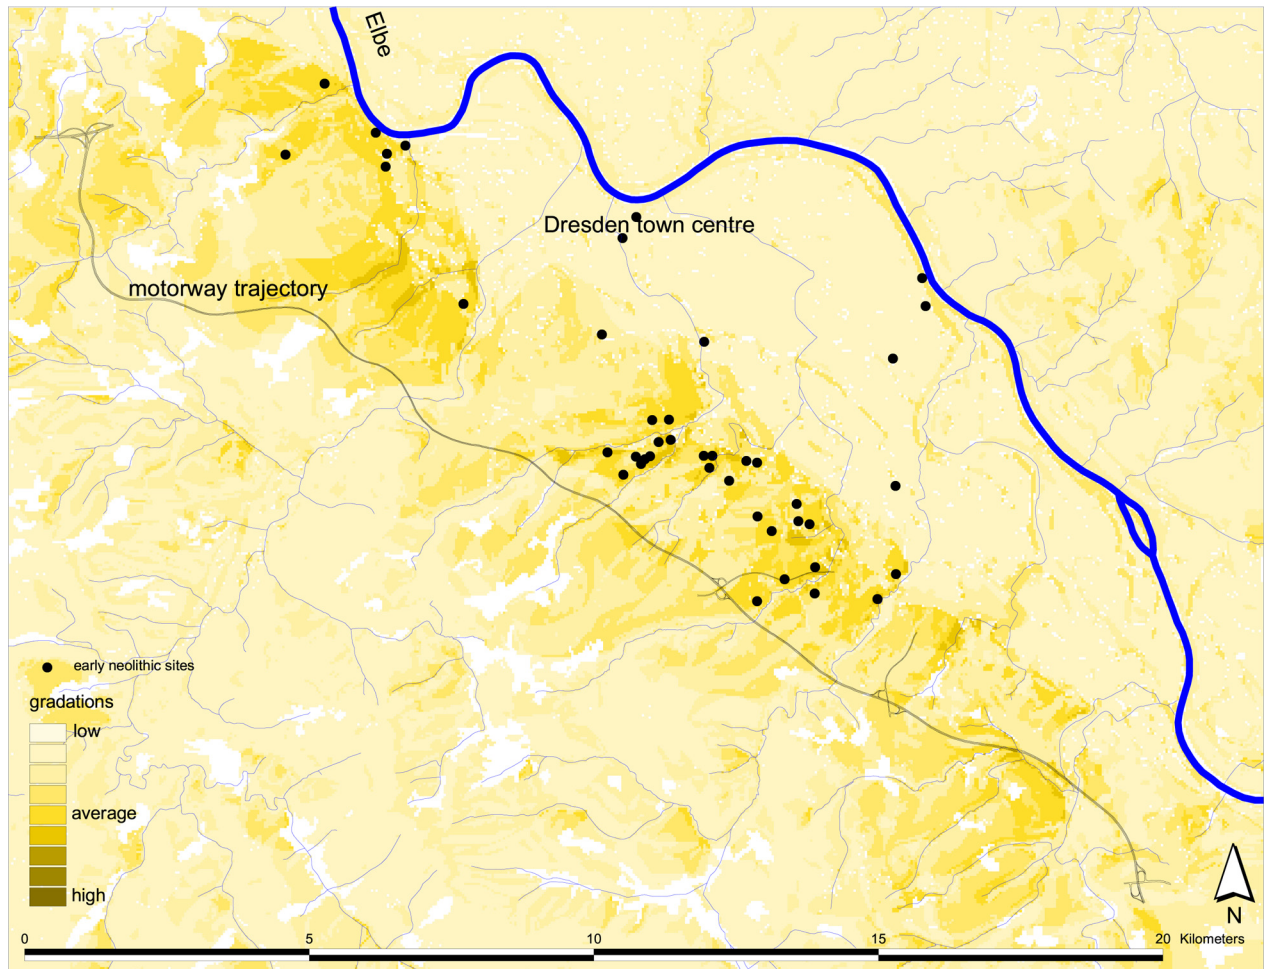 Elbe
Dresden town centre
motorway trajectory
early neolithic sites
gradations
low
average
high
N
0 5 10 15 20 Kilometers